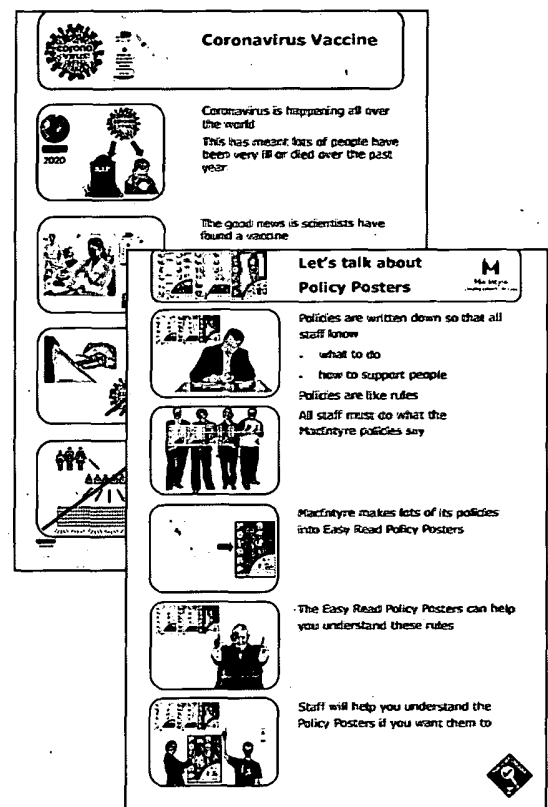 Coronavirus Vaccine
corona
virus
Coronavirus is happening all over
the world
This has meant lots of people have
been very ill or died over the past
year
2020
R.I.P
The good news is scientists have
found a vaccine
Let's talk about
Policy Posters
M
MacIntyre
Policies are written down so that all
staff know
- what to do
- how to support people
Policies are like rules
All staff must do what the
MacIntyre policies say
MacIntyre makes lots of its policies
into Easy Read Policy Posters
The Easy Read Policy Posters can help
you understand these rules
Staff will help you understand the
Policy Posters if you want them to